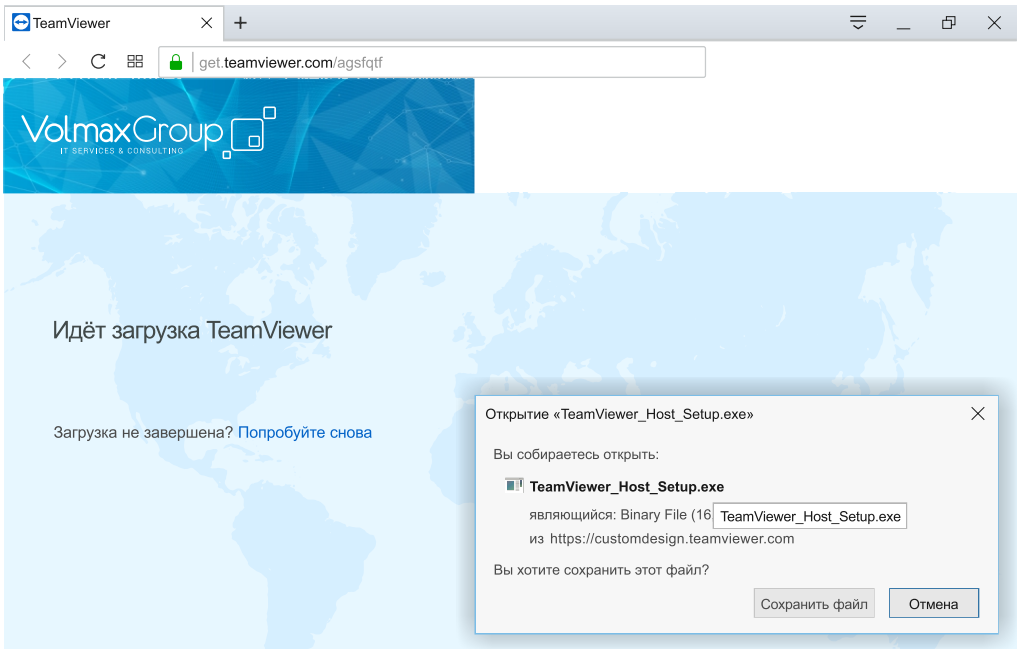 TeamViewer
get.teamviewer.com/agsfqtf
VolmaxGroup
IT SERVICES & CONSULTING
Идёт загрузка TeamViewer
Загрузка не завершена? Попробуйте снова
Открытие «TeamViewer_Host_Setup.exe»
Вы собираетесь открыть:
TeamViewer_Host_Setup.exe
являющийся: Binary File (16 TeamViewer_Host_Setup.exe
из https://customdesign.teamviewer.com
Вы хотите сохранить этот файл?
Сохранить файл Отмена